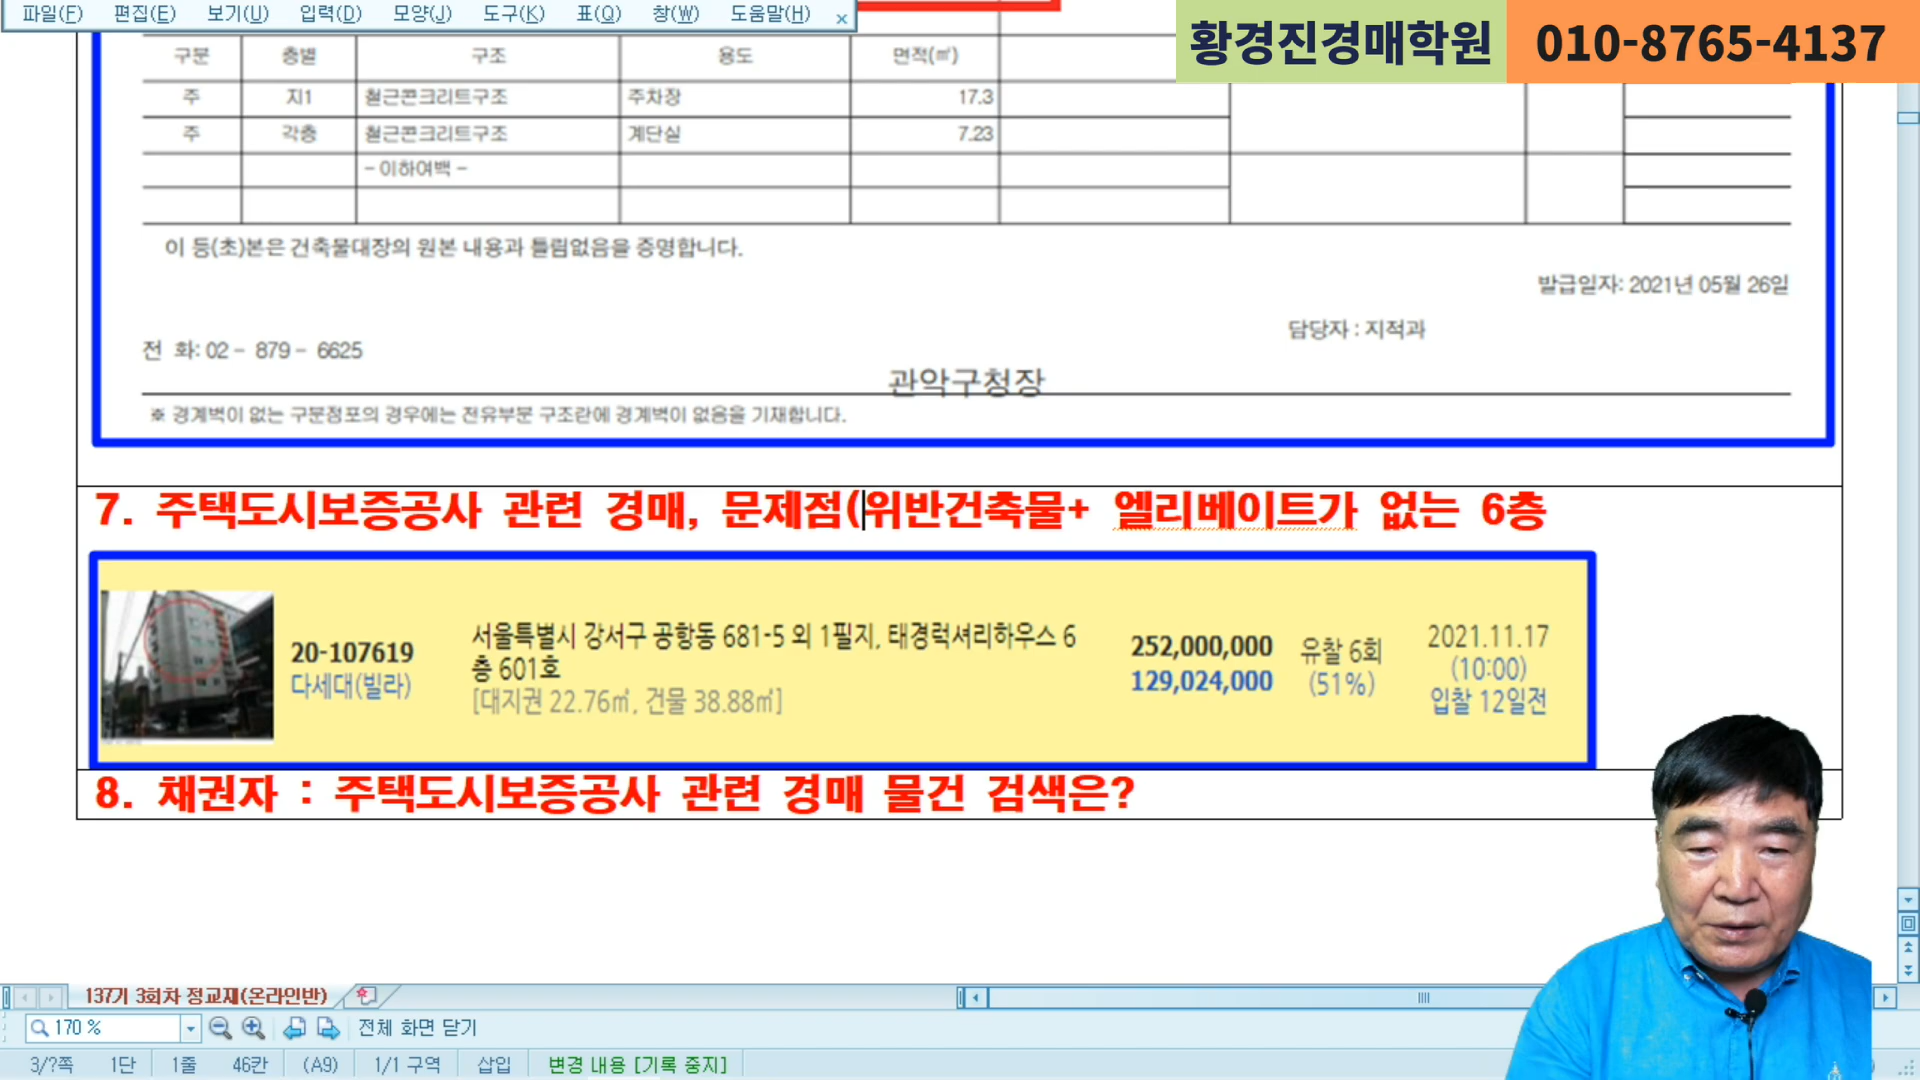 파일(F) 편집(E) 보기(U) 입력(D) 모양(J) 도구(K) 표(Q) 창(W) 도움말(H) x
황경진경매학원 010-8765-4137
구분 층별 구조 용도 면적(㎡)
주 지1 철근콘크리트구조 주차장 17.3
주 각층 철근콘크리트구조 계단실 7.23
- 이하여백 -
이 등(초)본은 건축물대장의 원본 내용과 틀림없음을 증명합니다.
발급일자: 2021년 05월 26일
담당자 : 지적과
전 화: 02 - 879 - 6625
관악구청장
※ 경계벽이 없는 구분점포의 경우에는 전유부분 구조란에 경계벽이 없음을 기재합니다.
7. 주택도시보증공사 관련 경매, 문제점(위반건축물+ 엘리베이트가 없는 6층
20-107619
다세대(빌라)
서울특별시 강서구 공항동 681-5 외 1필지, 태경럭셔리하우스 6
층 601호
[대지권 22.76㎡, 건물 38.88㎡]
252,000,000
129,024,000
유찰 6회
(51%)
2021.11.17
(10:00)
입찰 12일전
8. 채권자 : 주택도시보증공사 관련 경매 물건 검색은?
137기 3회차 정교재(온라인반)
170 % 전체 화면 닫기
3/?쪽 1단 1줄 46칸 (A9) 1/1 구역 삽입 변경 내용 [기록 중지]